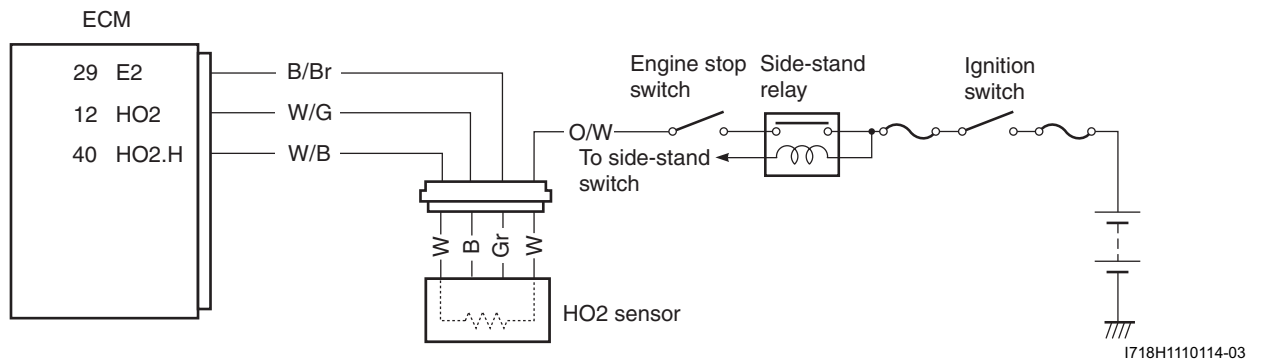 ECM
29 E2 B/Br
12 HO2 W/G
40 HO2.H W/B
Engine stop
switch
Side-stand
relay
Ignition
switch
O/W
To side-stand
switch
W B Gr W
HO2 sensor
I718H1110114-03